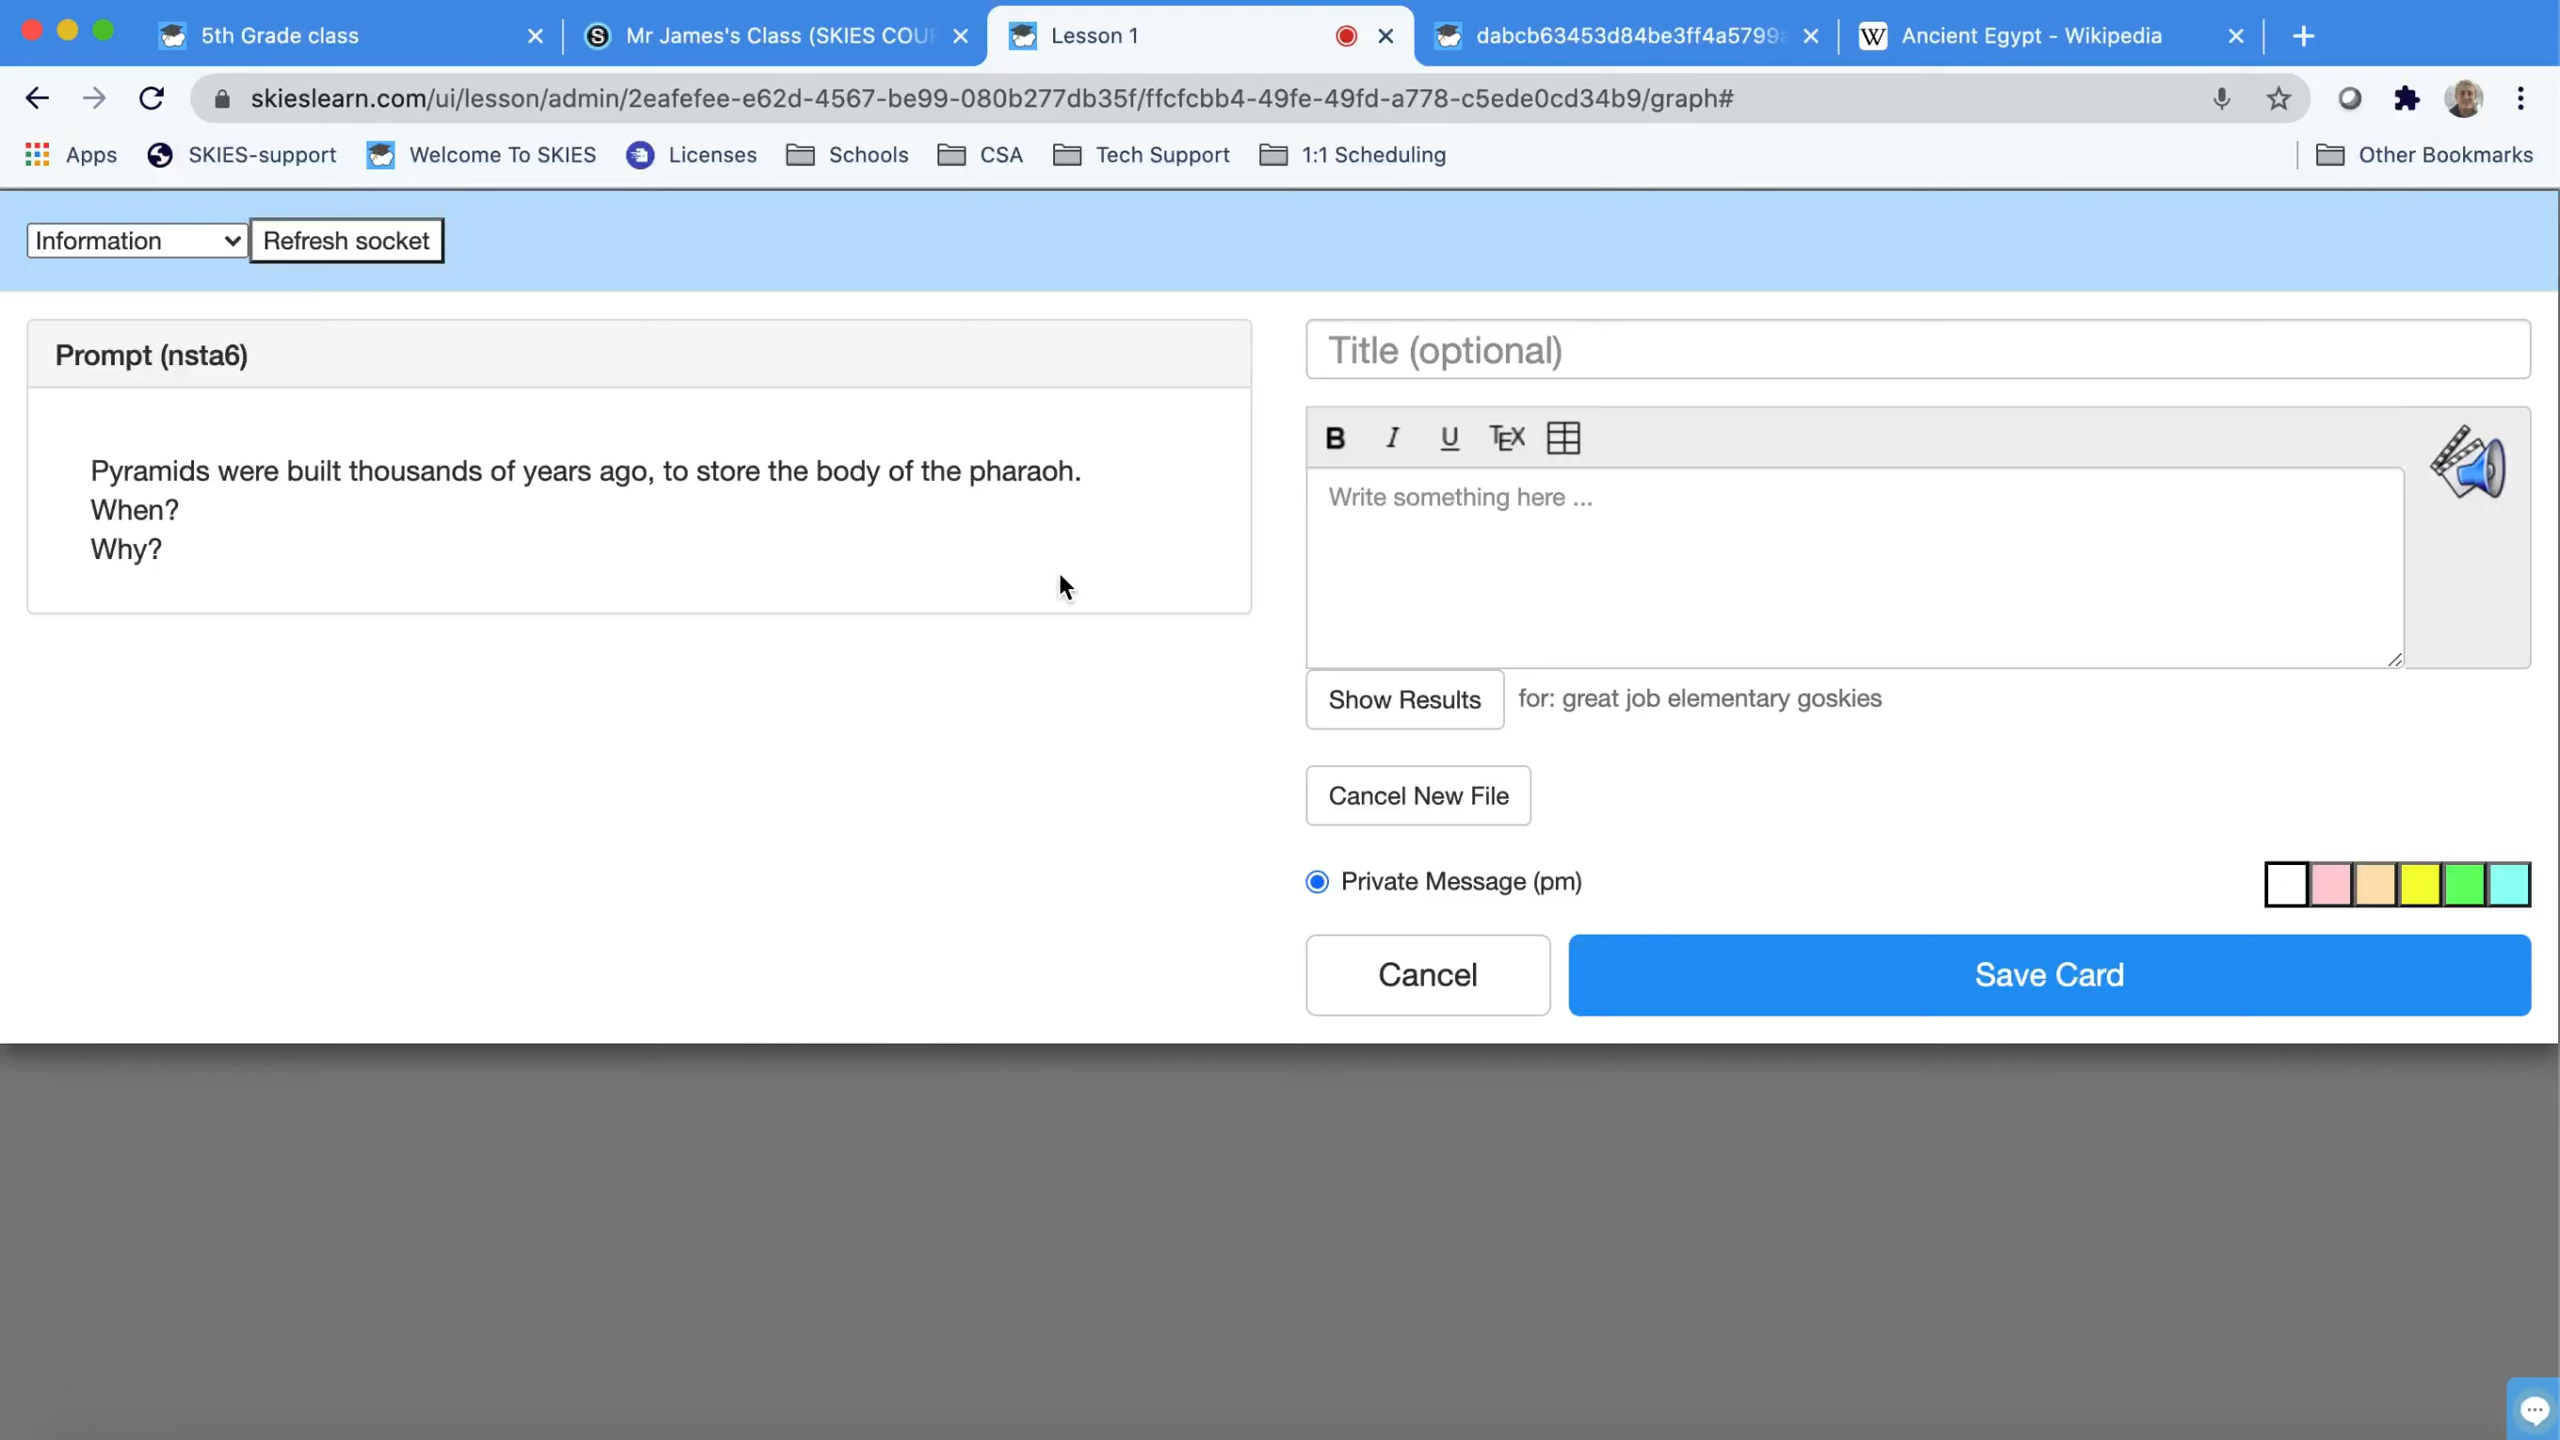 5th Grade class
Mr James's Class (SKIES COUR
Lesson 1
dabcb63453d84be3ff4a5799a
W Ancient Egypt - Wikipedia
skieslearn.com/ui/lesson/admin/2eafefee-e62d-4567-be99-080b277db35f/ffcfcbb4-49fe-49fd-a778-c5ede0cd34b9/graph#
Apps SKIES-support Welcome To SKIES Licenses Schools CSA Tech Support 1:1 Scheduling Other Bookmarks
Information Refresh socket
Prompt (nsta6)
Pyramids were built thousands of years ago, to store the body of the pharaoh.
When?
Why?
Title (optional)
B I U TEX
Write something here ...
Show Results for: great job elementary goskies
Cancel New File
Private Message (pm)
Cancel Save Card